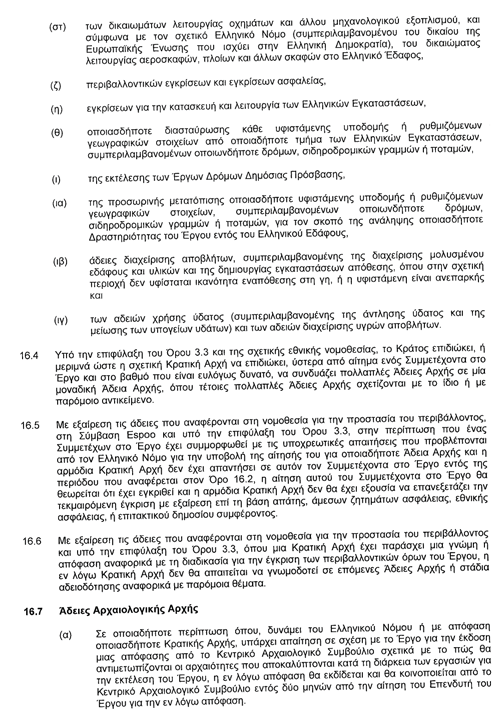 (στ) των δικαιωμάτων λειτουργίας οχημάτων και άλλου μηχανολογικού εξοπλισμού, και
σύμφωνα με τον σχετικό Ελληνικό Νόμο (συμπεριλαμβανομένου του δικαίου της
Ευρωπαϊκής Ένωσης που ισχύει στην Ελληνική Δημοκρατία), του δικαιώματος
λειτουργίας αεροσκαφών, πλοίων και άλλων σκαφών στο Ελληνικό Έδαφος,
(ζ) περιβαλλοντικών εγκρίσεων και εγκρίσεις ασφαλείας,
(η) εγκρίσεων για την κατασκευή και λειτουργία των Ελληνικών Εγκαταστάσεων,
(θ) οποιασδήποτε διασταύρωσης κάθε υφιστάμενης υποδομής ή ρυθμιζόμενων
γεωγραφικών στοιχείων από οποιοδήποτε τμήμα των Ελληνικών Εγκαταστάσεων,
συμπεριλαμβανομένων οποιωνδήποτε δρόμων, σιδηροδρομικών γραμμών ή ποταμών,
(ι) της εκτέλεσης των Έργων Δρόμων Δημόσιας Πρόσβασης,
(ια) της προσωρινής μετατόπισης οποιασδήποτε υφιστάμενης υποδομής ή ρυθμιζόμενων
γεωγραφικών στοιχείων, συμπεριλαμβανομένων οποιωνδήποτε δρόμων,
σιδηροδρομικών γραμμών ή ποταμών, για τον σκοπό της ανάληψης οποιασδήποτε
Δραστηριότητας του Έργου εντός του Ελληνικού Εδάφους,
(ιβ) άδειες διαχείρισης αποβλήτων, συμπεριλαμβανομένης της διαχείρισης μολυσμένου
εδάφους και υλικών και της δημιουργίας εγκαταστάσεων απόθεσης, όπου στην σχετική
περιοχή δεν υφίσταται ικανότητα εναπόθεσης στη γη, ή η υφιστάμενη είναι ανεπαρκής
και
(ιγ) των αδειών χρήσης ύδατος (συμπεριλαμβανομένης της άντλησης ύδατος και της
μείωσης των υπογείων υδάτων) και των αδειών διαχείρισης υγρών αποβλήτων.
16.4 Υπό την επιφύλαξη του Όρου 3.3 και της σχετικής εθνικής νομοθεσίας, το Κράτος επιδιώκει, ή
μεριμνά ώστε η σχετική Κρατική Αρχή να επιδιώκει, ύστερα από αίτημα ενός Συμμετέχοντα στο
Έργο και στο βαθμό που είναι ευλόγως δυνατό, να συνδυάζει πολλαπλές Άδειες Αρχής σε μία
μοναδική Άδεια Αρχής, όπου τέτοιες πολλαπλές Άδειες Αρχής σχετίζονται με το ίδιο ή με
παρόμοιο αντικείμενο.
16.5 Με εξαίρεση τις άδειες που αναφέρονται στη νομοθεσία για την προστασία του περιβάλλοντος,
στη Σύμβαση Espoo και υπό την επιφύλαξη του Όρου 3.3, στην περίπτωση που ένας
Συμμετέχων στο Έργο έχει συμμορφωθεί με τις υποχρεωτικές απαιτήσεις που προβλέπονται
από τον Ελληνικό Νόμο για την υποβολή της αίτησής του για οποιαδήποτε Άδεια Αρχής και η
αρμόδια Κρατική Αρχή δεν έχει απαντήσει σε αυτόν τον Συμμετέχοντα στο Έργο εντός της
περιόδου που αναφέρεται στον Όρο 16.2, η αίτηση αυτού του Συμμετέχοντα στο Έργο θα
θεωρείται ότι έχει εγκριθεί και η αρμόδια Κρατική Αρχή δεν θα έχει εξουσία να επανεξετάζει την
τεκμαιρόμενη έγκριση με εξαίρεση επί τη βάση απάτης, άμεσων ζητημάτων ασφάλειας, εθνικής
ασφάλειας, ή επιτακτικού δημοσίου συμφέροντος.
16.6 Με εξαίρεση τις άδειες που αναφέρονται στη νομοθεσία για την προστασία του περιβάλλοντος
και υπό την επιφύλαξη του Όρου 3.3, όπου μια Κρατική Αρχή έχει παράσχει μια γνώμη ή
απόφαση αναφορικά με τη διαδικασία για την έγκριση των περιβαλλοντικών όρων του Έργου, η
εν λόγω Κρατική Αρχή δεν θα απαιτείται να γνωμοδοτεί σε επόμενες Άδειες Αρχής ή στάδια
αδειοδότησης αναφορικά με παρόμοια θέματα.
16.7 Άδειες Αρχαιολογικής Αρχής
(α) Σε οποιαδήποτε περίπτωση όπου, δυνάμει του Ελληνικού Νόμου ή με απόφαση
οποιασδήποτε Κρατικής Αρχής, υπάρχει απαίτηση σε σχέση με το Έργο για την έκδοση
μιας απόφασης από το Κεντρικό Αρχαιολογικό Συμβούλιο σχετικά με το πώς θα
αντιμετωπίζονται οι αρχαιότητες που αποκαλύπτονται κατά τη διάρκεια των εργασιών για
την εκτέλεση του Έργου, η εν λόγω απόφαση θα εκδίδεται και θα κοινοποιείται από το
Κεντρικό Αρχαιολογικό Συμβούλιο εντός δύο μηνών από την αίτηση του Επενδυτή του
Έργου για την εν λόγω απόφαση.